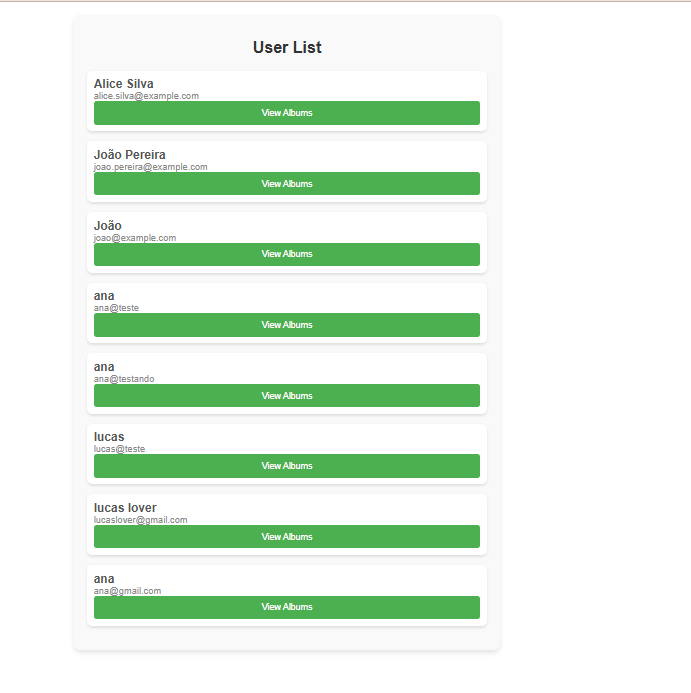 User List
Alice Silva
alice.silva@example.com
View Albums
João Pereira
joao.pereira@example.com
View Albums
João
joao@example.com
View Albums
ana
ana@teste
View Albums
ana
ana@testando
View Albums
lucas
lucas@teste
View Albums
lucas lover
lucaslover@gmail.com
View Albums
ana
ana@gmail.com
View Albums